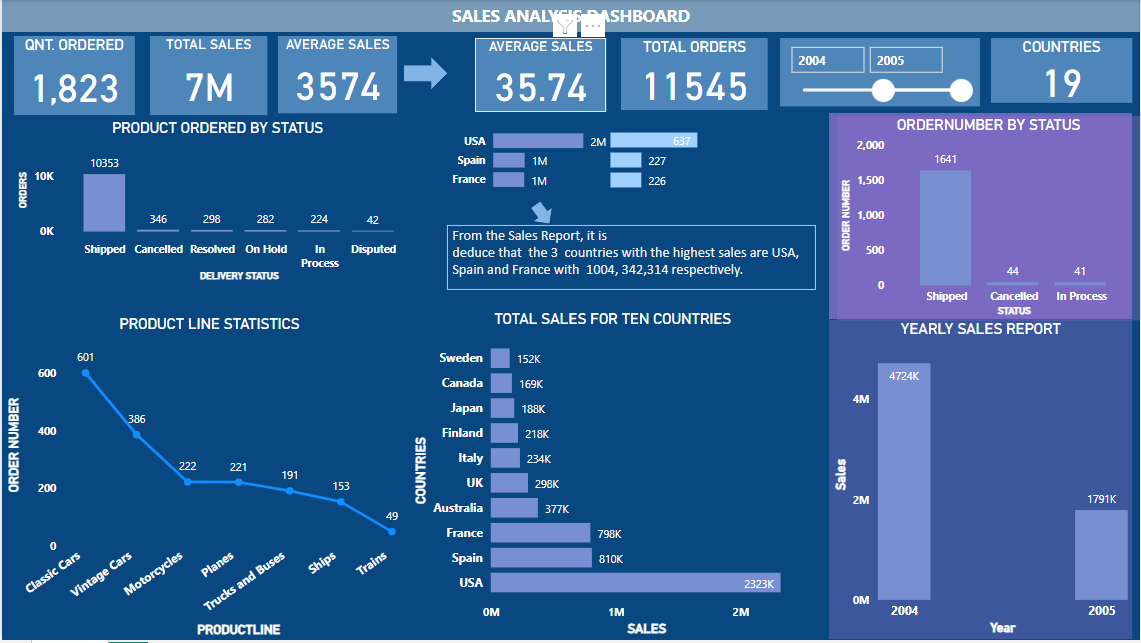 SALES ANALYSIS DASHBOARD
QNT. ORDERED
1,823
TOTAL SALES
7M
AVERAGE SALES
3574
AVERAGE SALES
35.74
TOTAL ORDERS
11545
2004
2005
COUNTRIES
19
PRODUCT ORDERED BY STATUS
ORDERS
10K
0K
10353
346
298
282
224
42
Shipped
Cancelled
Resolved
On Hold
In
Process
Disputed
DELIVERY STATUS
USA
2M
637
Spain
1M
227
France
1M
226
From the Sales Report, it is
deduce that the 3 countries with the highest sales are USA,
Spain and France with 1004, 342,314 respectively.
ORDERNUMBER BY STATUS
ORDER NUMBER
2,000
1,500
1,000
500
0
1641
44
41
Shipped
Cancelled
In Process
STATUS
PRODUCT LINE STATISTICS
ORDER NUMBER
600
400
200
0
601
386
222
221
191
153
49
Classic Cars
Vintage Cars
Motorcycles
Planes
Trucks and Buses
Ships
Trains
PRODUCTLINE
TOTAL SALES FOR TEN COUNTRIES
COUNTRIES
Sweden
152K
Canada
169K
Japan
188K
Finland
218K
Italy
234K
UK
298K
Australia
377K
France
798K
Spain
810K
USA
2323K
0M
1M
2M
SALES
YEARLY SALES REPORT
Sales
4M
2M
0M
4724K
1791K
2004
2005
Year